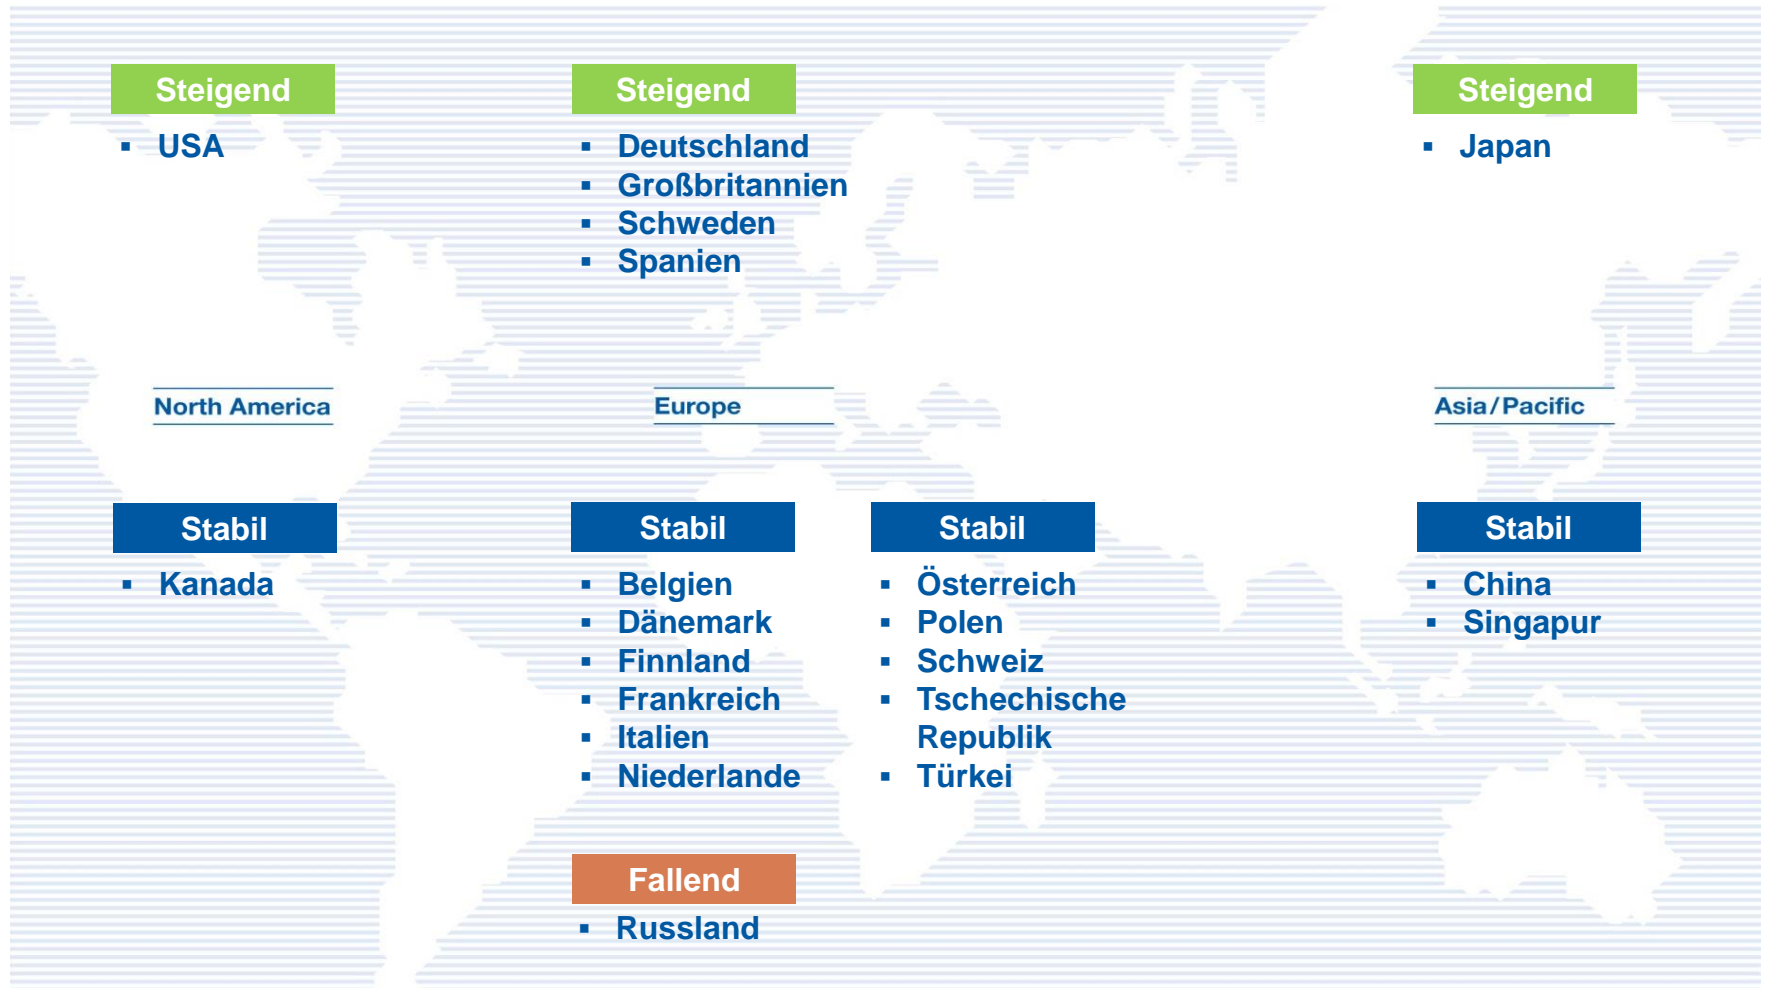 Steigend
USA
Steigend
Deutschland
Großbritannien
Schweden
Spanien
Steigend
Japan
North America
Europe
Asia/Pacific
Stabil
Kanada
Stabil
Belgien
Dänemark
Finnland
Frankreich
Italien
Niederlande
Stabil
Österreich
Polen
Schweiz
Tschechische
Republik
Türkei
Stabil
China
Singapur
Fallend
Russland